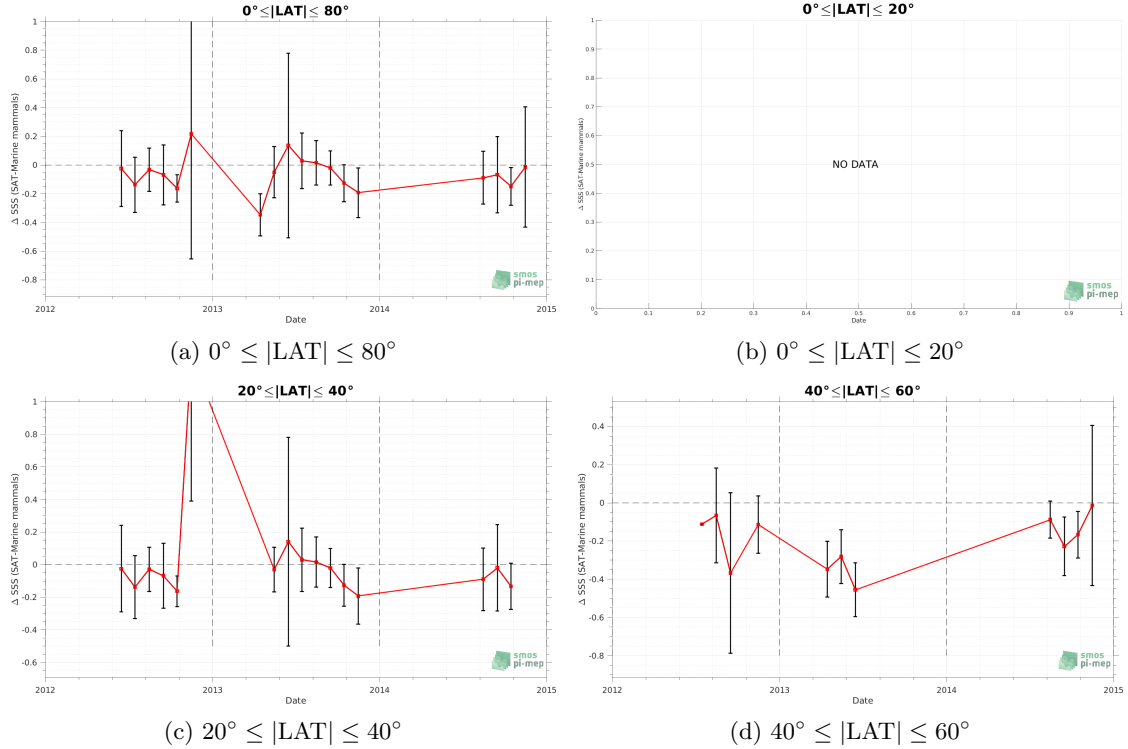 0°≤|LAT|≤ 80°
1
0.8
0.6
0.4
0.2
0
-0.2
-0.4
-0.6
-0.8
Δ SSS (SAT-Marine mammals)
2012
2013
2014
2015
Date
smos
pi-mep
(a) 0° ≤ |LAT| ≤ 80°
0°≤|LAT|≤ 20°
1
0.9
0.8
0.7
0.6
0.5
0.4
0.3
0.2
0.1
0
Δ SSS (SAT-Marine mammals)
NO DATA
0
0.1
0.2
0.3
0.4
0.5
0.6
0.7
0.8
0.9
1
Date
smos
pi-mep
(b) 0° ≤ |LAT| ≤ 20°
20°≤|LAT|≤ 40°
1
0.8
0.6
0.4
0.2
0
-0.2
-0.4
-0.6
Δ SSS (SAT-Marine mammals)
2012
2013
2014
2015
Date
smos
pi-mep
(c) 20° ≤ |LAT| ≤ 40°
40°≤|LAT|≤ 60°
0.4
0.2
0
-0.2
-0.4
-0.6
-0.8
Δ SSS (SAT-Marine mammals)
2012
2013
2014
2015
Date
smos
pi-mep
(d) 40° ≤ |LAT| ≤ 60°